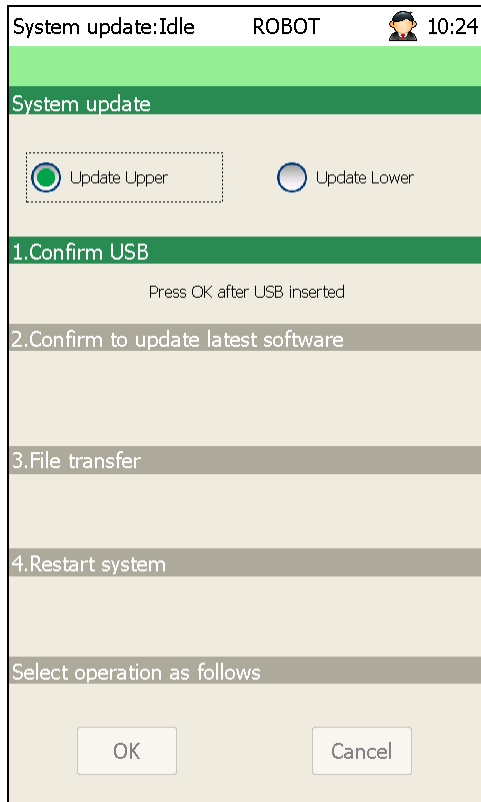 System update:Idle ROBOT 10:24
System update
Update Upper Update Lower
1.Confirm USB
Press OK after USB inserted
2.Confirm to update latest software
3.File transfer
4.Restart system
Select operation as follows
OK Cancel